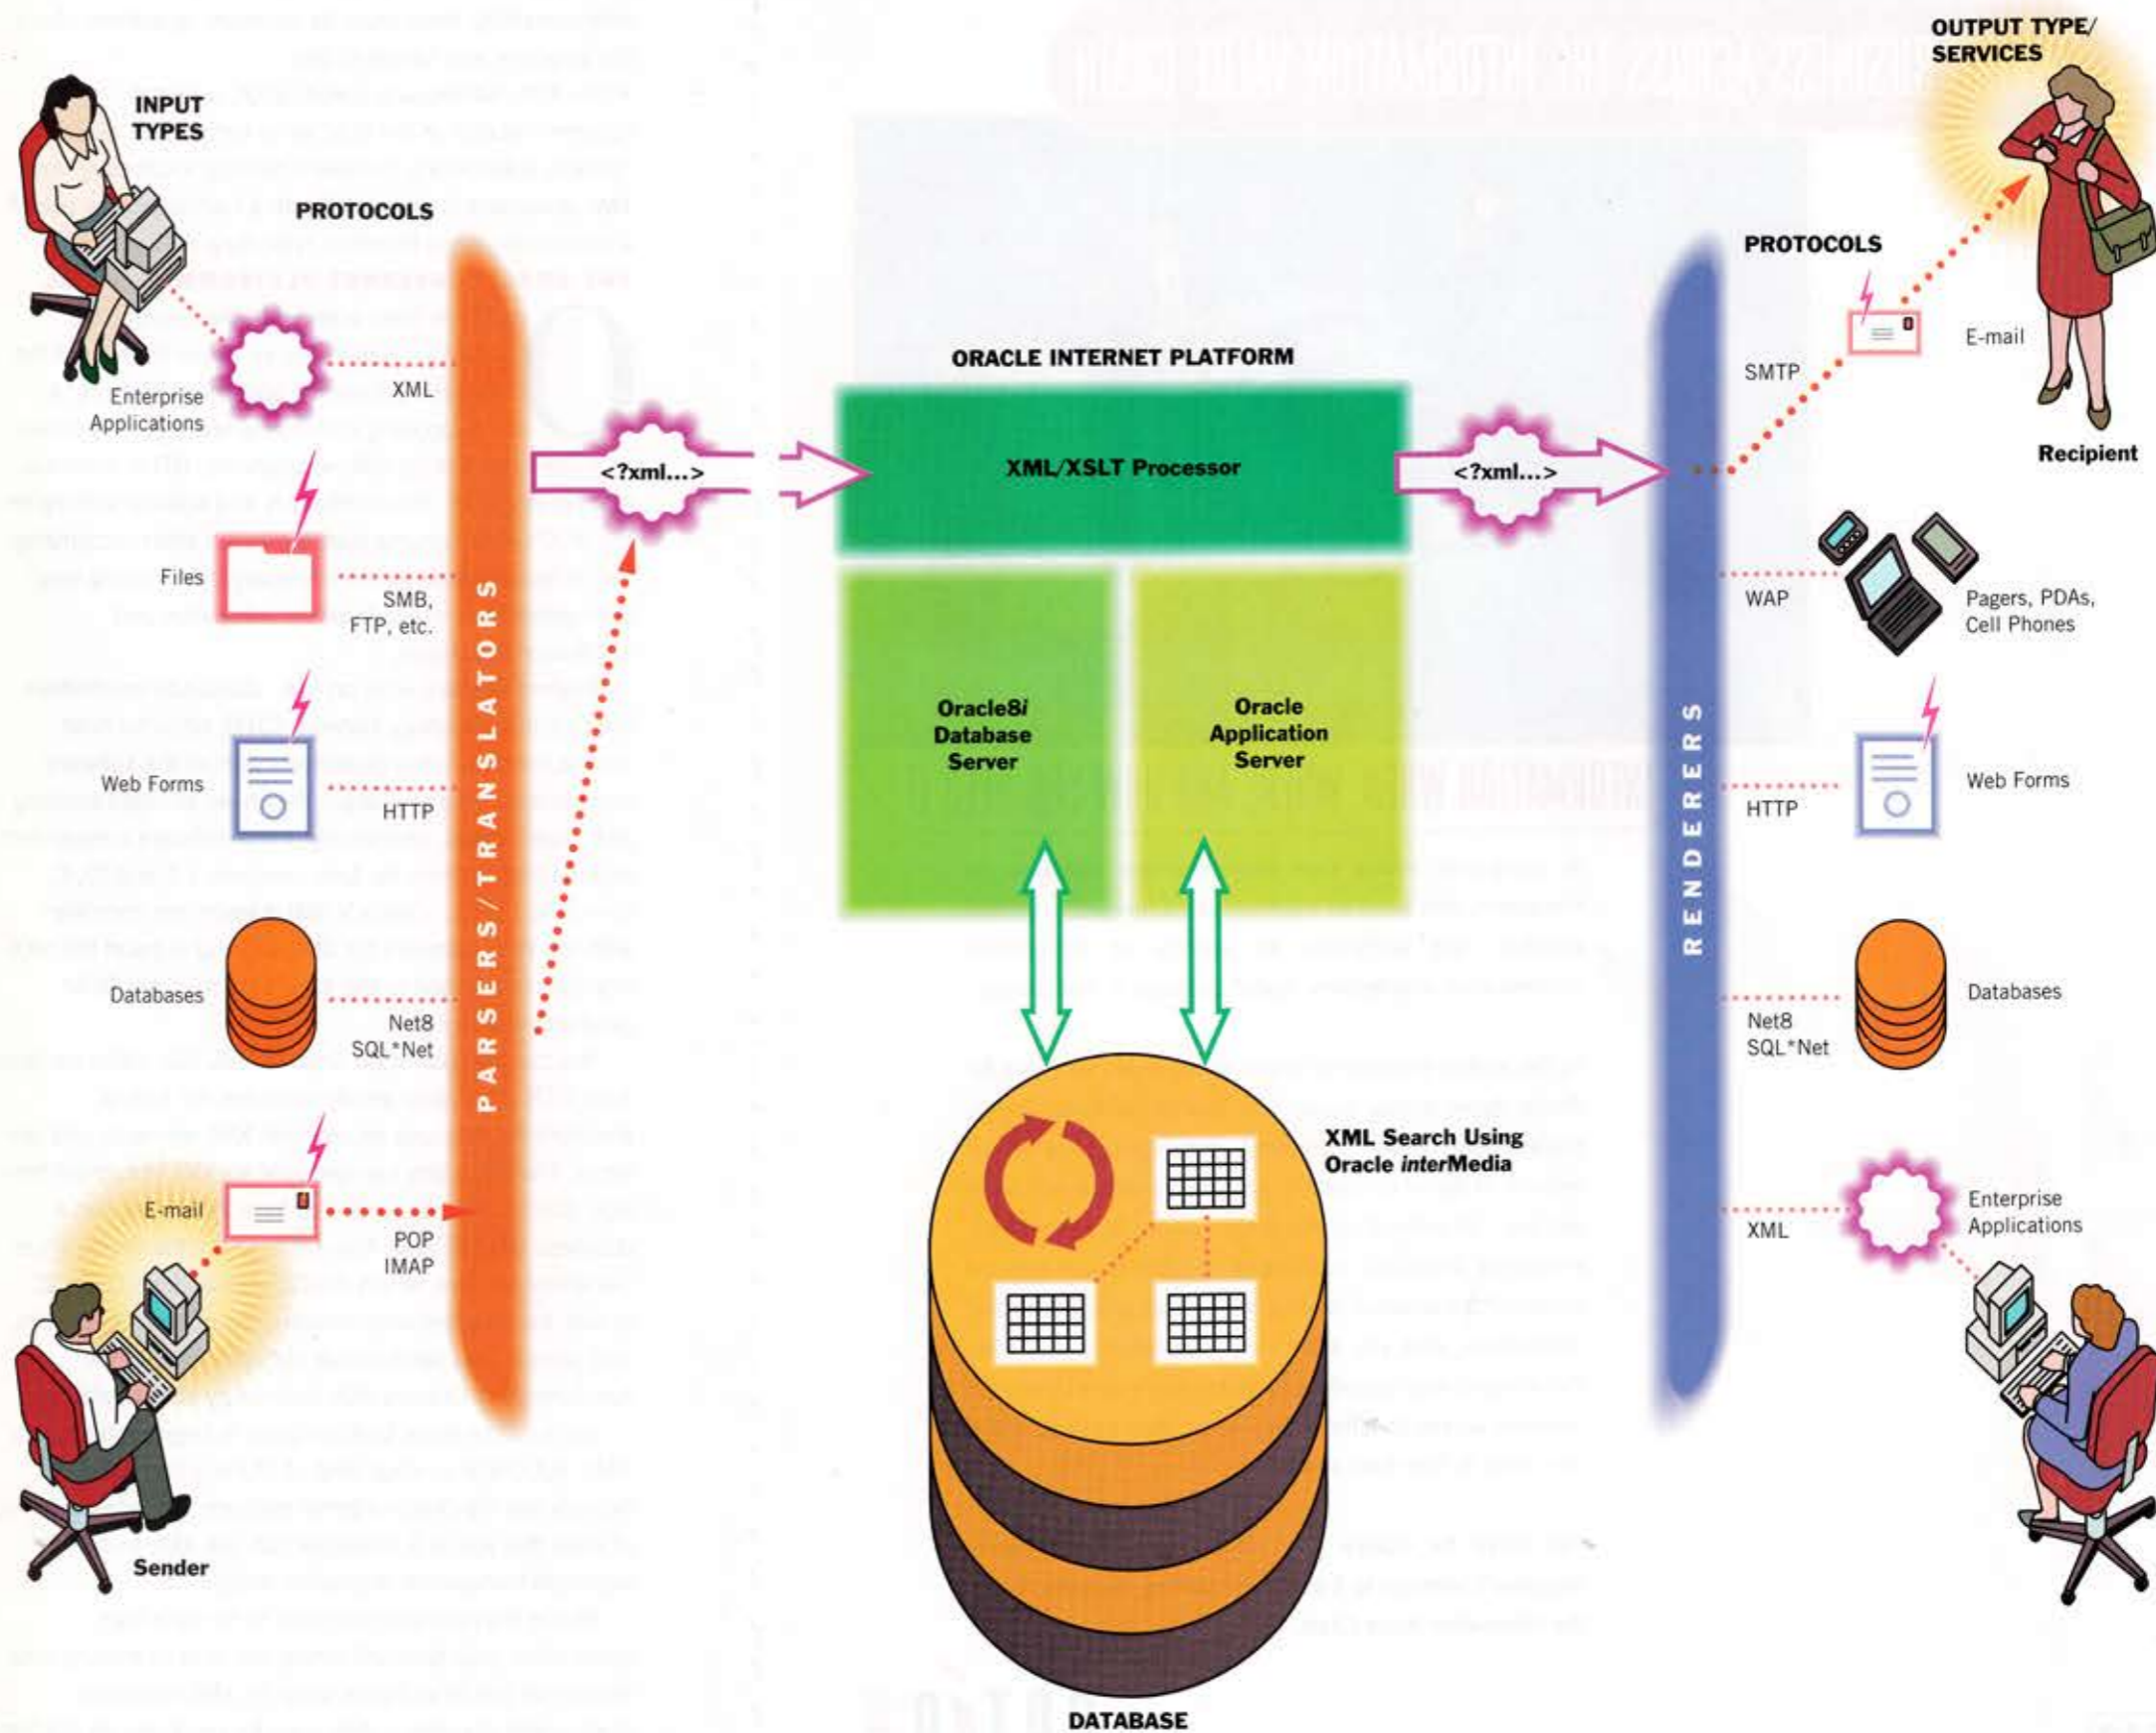 INPUT
TYPES
PROTOCOLS
Enterprise
Applications
XML
Files
SMB,
FTP, etc.
Web Forms
HTTP
Databases
Net8
SQL*Net
E-mail
POP
IMAP
Sender
PARSERS/TRANSLATORS
<?xml...>
ORACLE INTERNET PLATFORM
XML/XSLT Processor
Oracle8i
Database
Server
Oracle
Application
Server
XML Search Using
Oracle interMedia
DATABASE
<?xml...>
RENDERERS
OUTPUT TYPE/
SERVICES
PROTOCOLS
SMTP
E-mail
Recipient
WAP
Pagers, PDAs,
Cell Phones
HTTP
Web Forms
Net8
SQL*Net
Databases
XML
Enterprise
Applications